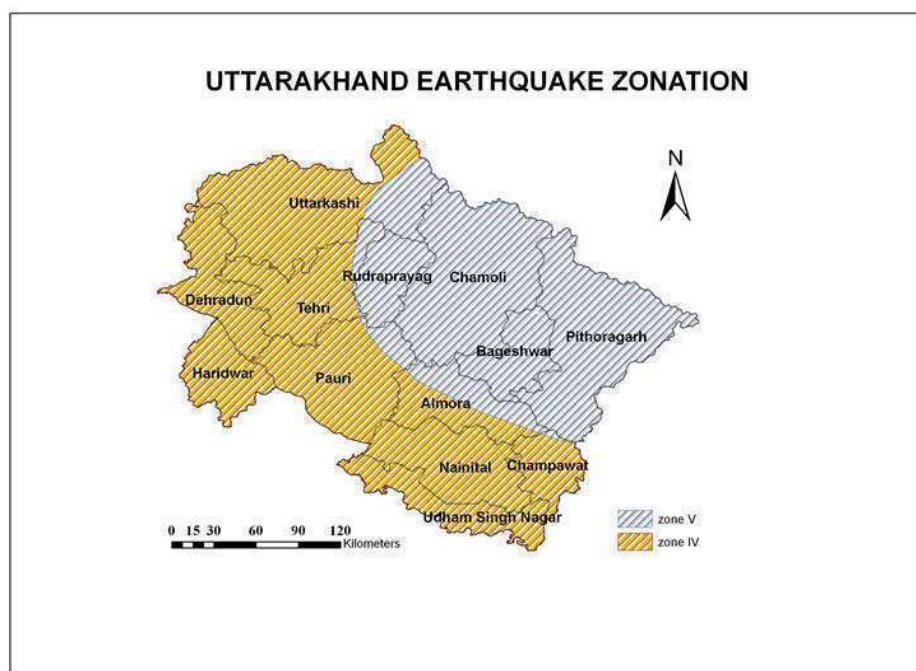 UTTARAKHAND EARTHQUAKE ZONATION
N
Uttarkashi
Rudraprayag
Chamoli
Dehradun
Tehri
Pithoragarh
Bageshwar
Haridwar
Pauri
Almora
Nainital
Champawat
Udham Singh Nagar
zone V
zone IV
0 15 30 60 90 120
Kilometers